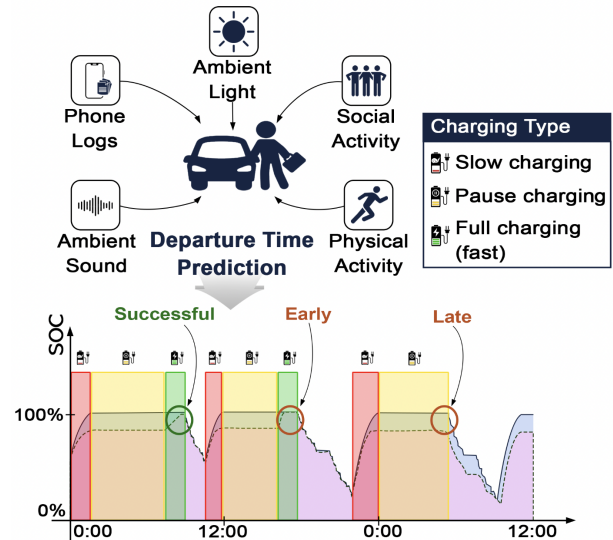 Ambient
Light
Phone
Logs
Social
Activity
Ambient
Sound
Physical
Activity
Departure Time
Prediction
Charging Type
Slow charging
Pause charging
Full charging
(fast)
Successful
Early
Late
SOC
100%
0%
0:00
12:00
0:00
12:00